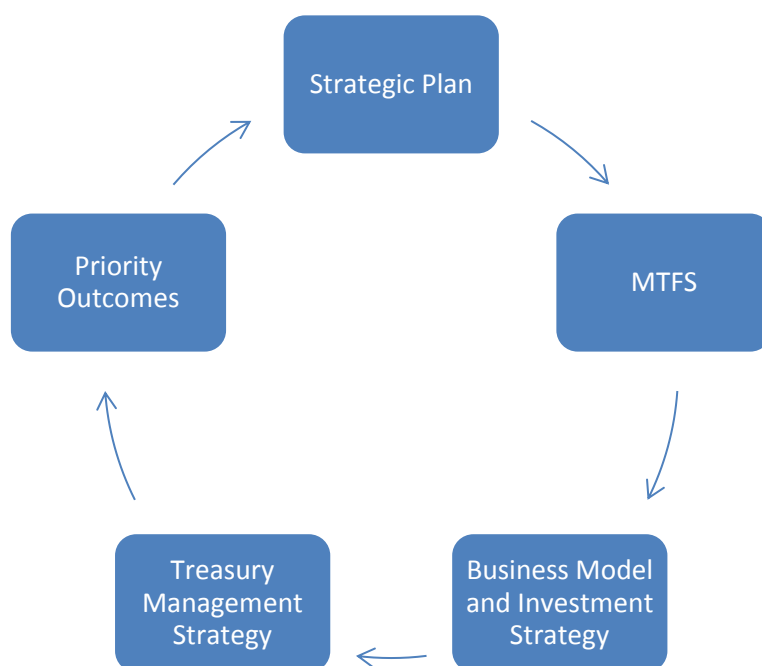 Strategic Plan
MTFS
Business Model
and Investment
Strategy
Treasury
Management
Strategy
Priority
Outcomes